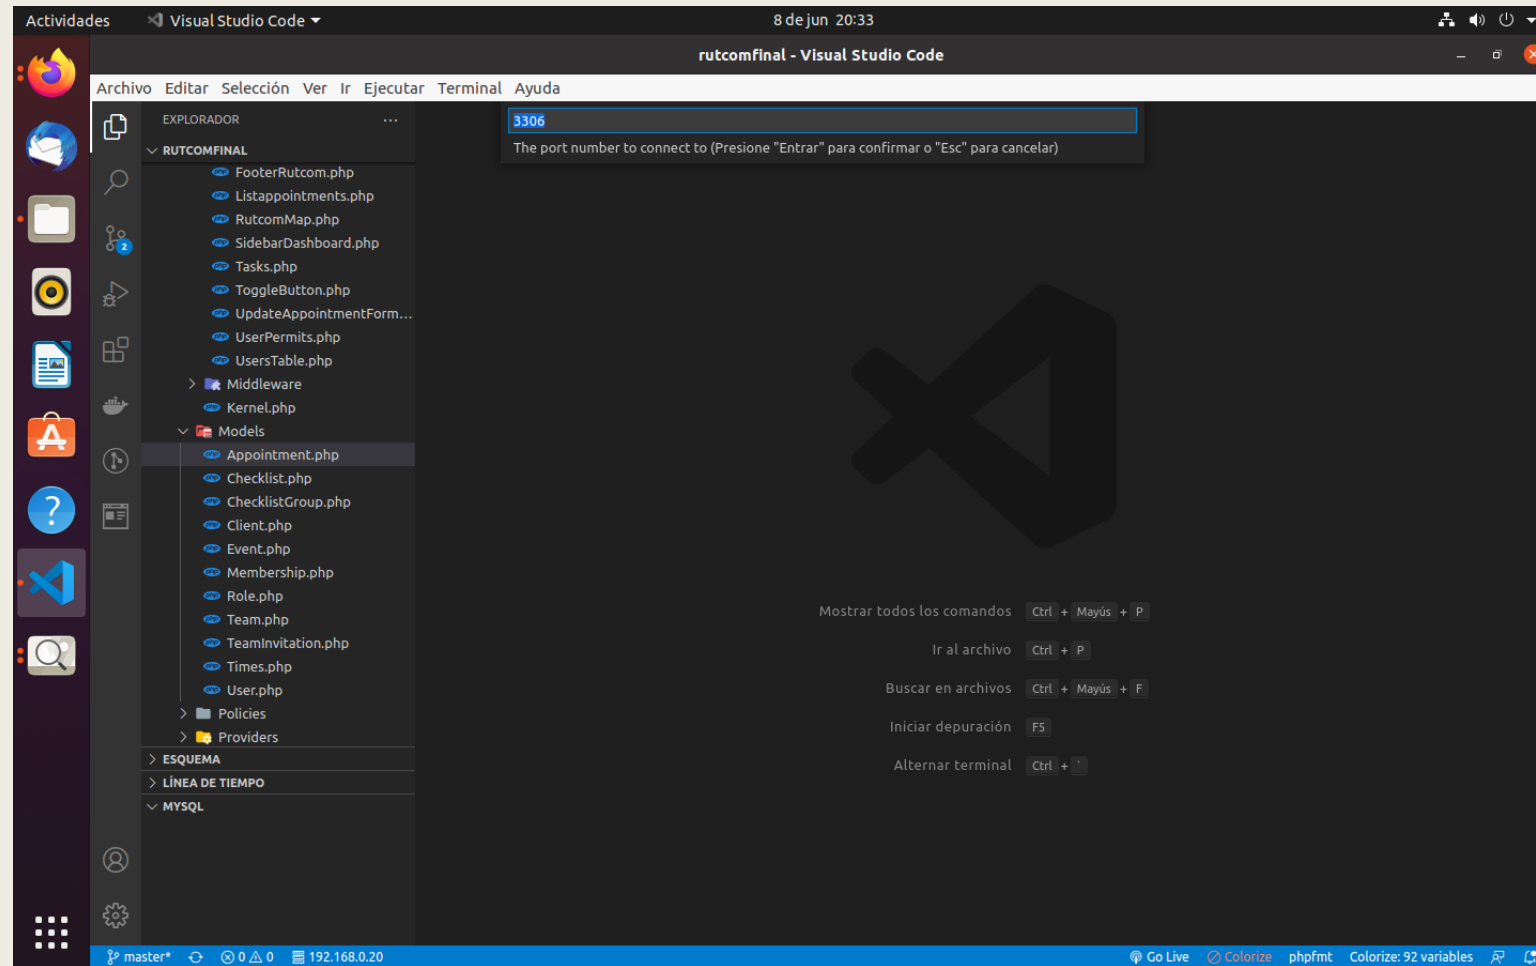 Actividades Visual Studio Code 8 de jun 20:33
rutcomfinal - Visual Studio Code
Archivo Editar Selección Ver Ir Ejecutar Terminal Ayuda
EXPLORADOR
3306
The port number to connect to (Presione "Entrar" para confirmar o "Esc" para cancelar)
RUTCOMFINAL
FooterRutcom.php
Listappointments.php
RutcomMap.php
SidebarDashboard.php
2
Tasks.php
ToggleButton.php
UpdateAppointmentForm...
UserPermits.php
UsersTable.php
Middleware
Kernel.php
Models
Appointment.php
Checklist.php
ChecklistGroup.php
Client.php
Event.php
Membership.php
Role.php
Team.php
TeamInvitation.php
Times.php
User.php
Policies
Providers
ESQUEMA
LÍNEA DE TIEMPO
MYSQL
Mostrar todos los comandos Ctrl + Mayús + P
Ir al archivo Ctrl + P
Buscar en archivos Ctrl + Mayús + F
Iniciar depuración F5
Alternar terminal Ctrl + `
master* 0 0 192.168.0.20 Go Live Colorize phpfmt Colorize: 92 variables